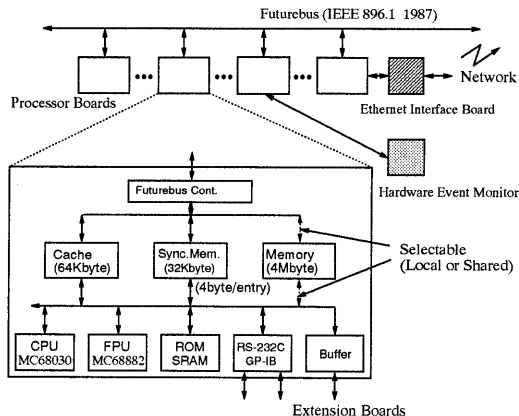 Futurebus (IEEE 896.1 1987)
Network
Processor Boards
Ethernet Interface Board
Hardware Event Monitor
Futurebus Cont.
Cache
(64Kbyte)
Sync.Mem.
(32Kbyte)
Memory
(4Mbyte)
(4byte/entry)
Selectable
(Local or Shared)
CPU
MC68030
FPU
MC68882
ROM
SRAM
RS-232C
GP-IB
Buffer
Extension Boards